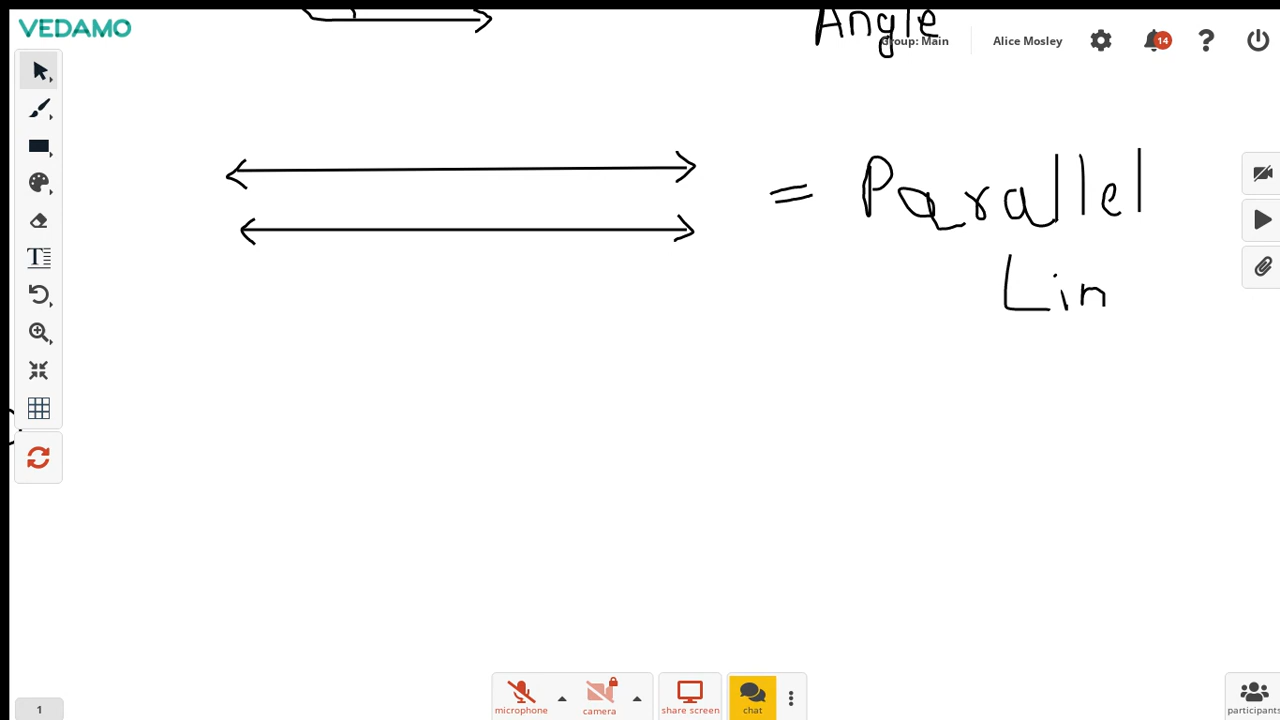 VEDAMO
Angle
Group: Main
Alice Mosley
14
?
= Parallel
Lin
T
1
microphone
camera
share screen
chat
participants